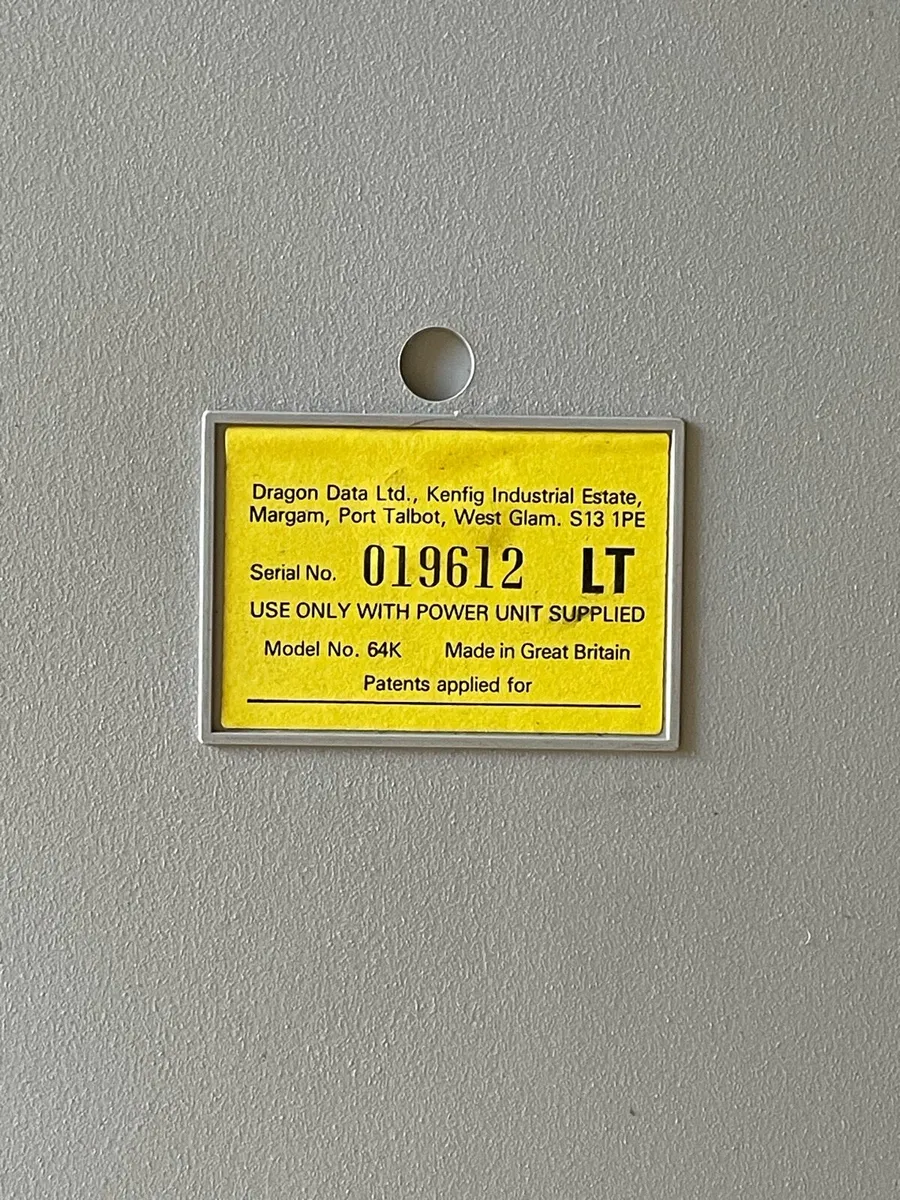 Dragon Data Ltd., Kenfig Industrial Estate,
Margam, Port Talbot, West Glam. S13 1PE
Serial No. 019612 LT
USE ONLY WITH POWER UNIT SUPPLIED
Model No. 64K Made in Great Britain
Patents applied for